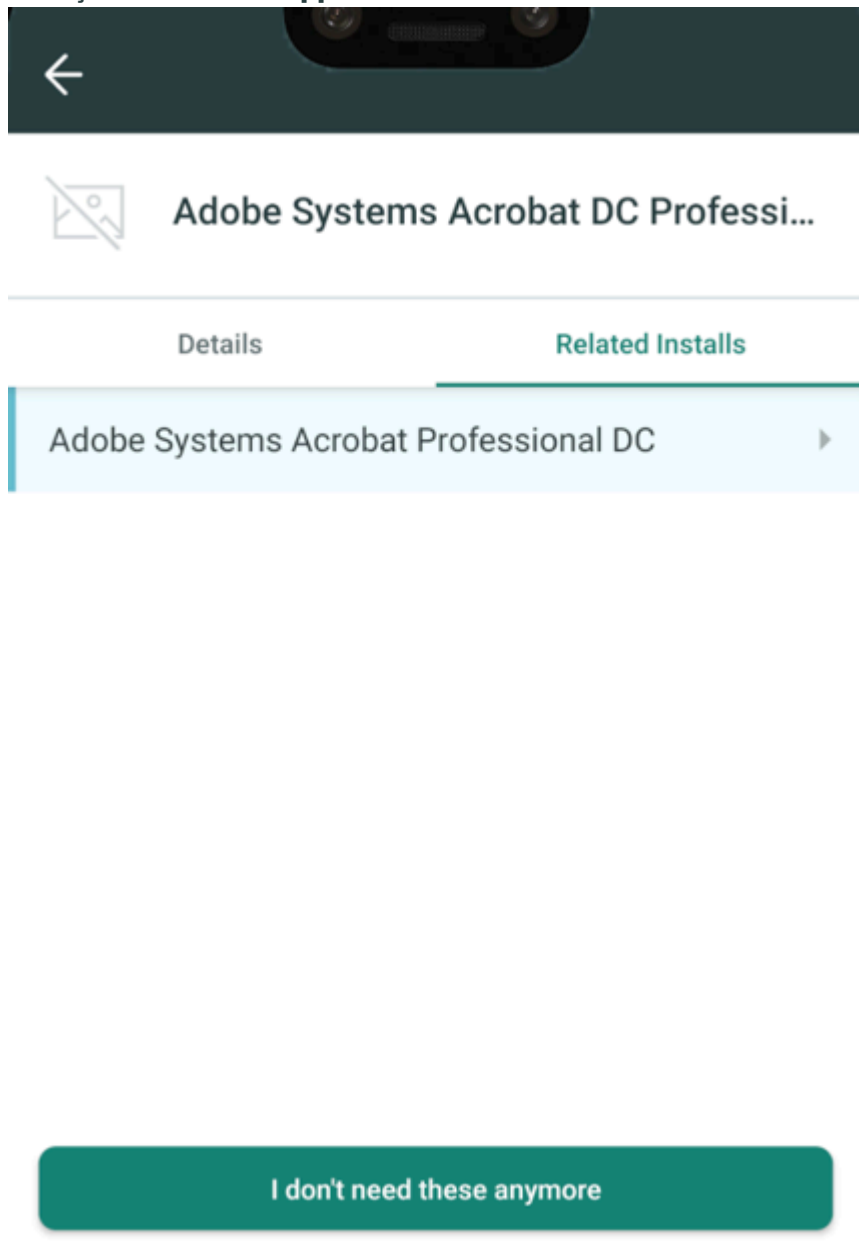 Adobe Systems Acrobat DC Professi...
Details
Related Installs
Adobe Systems Acrobat Professional DC
I don't need these anymore